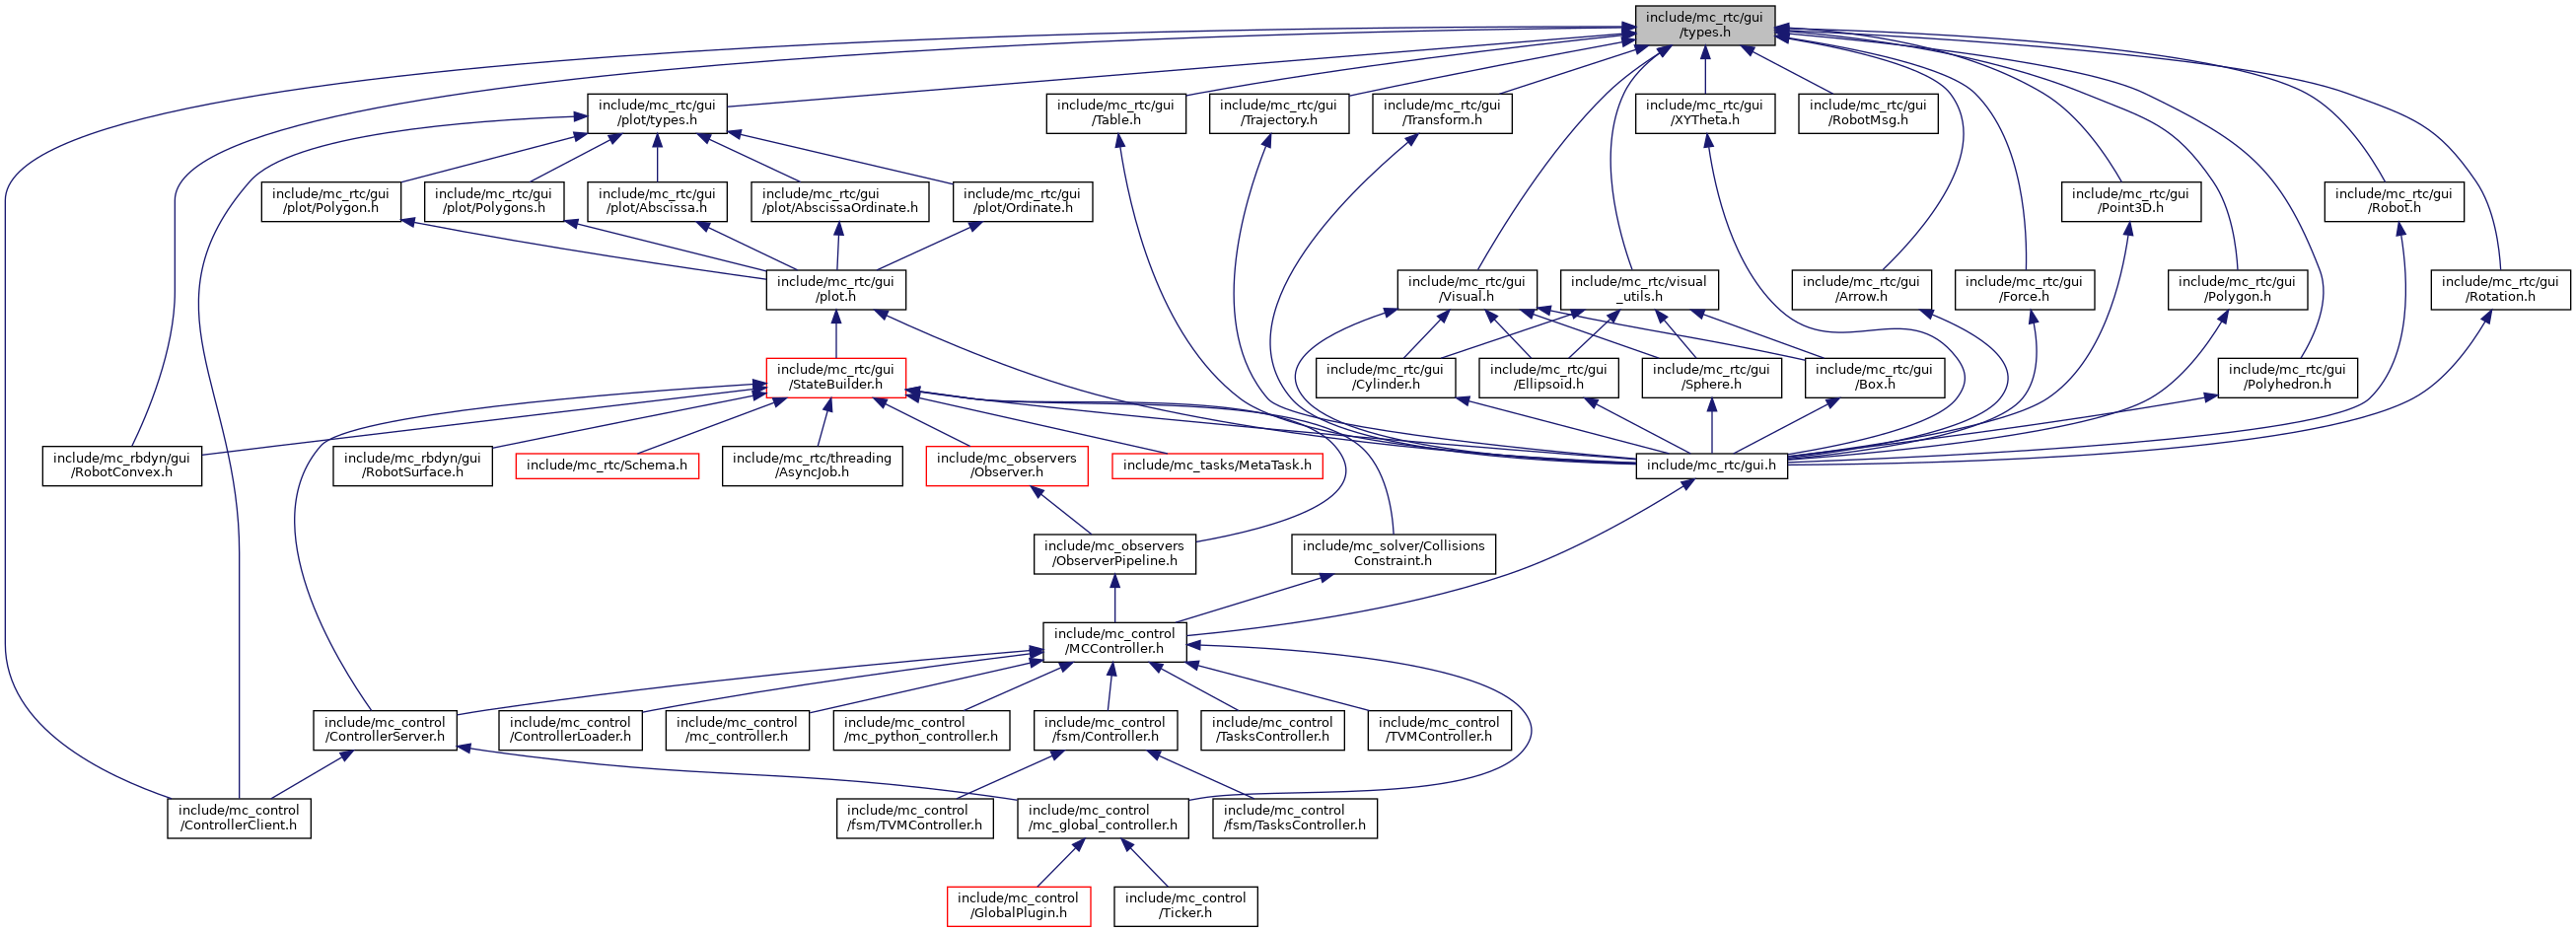 include/mc_rtc/gui
/types.h
include/mc_rtc/gui
/plot/types.h
include/mc_rtc/gui
/Table.h
include/mc_rtc/gui
/Trajectory.h
include/mc_rtc/gui
/Transform.h
include/mc_rtc/gui
/XYTheta.h
include/mc_rtc/gui
/RobotMsg.h
include/mc_rtc/gui
/plot/Polygon.h
include/mc_rtc/gui
/plot/Polygons.h
include/mc_rtc/gui
/plot/Abscissa.h
include/mc_rtc/gui
/plot/AbscissaOrdinate.h
include/mc_rtc/gui
/plot/Ordinate.h
include/mc_rtc/gui
/Point3D.h
include/mc_rtc/gui
/Robot.h
include/mc_rtc/gui
/plot.h
include/mc_rtc/gui
/Visual.h
include/mc_rtc/visual
_utils.h
include/mc_rtc/gui
/Arrow.h
include/mc_rtc/gui
/Force.h
include/mc_rtc/gui
/Polygon.h
include/mc_rtc/gui
/Rotation.h
include/mc_rtc/gui
/StateBuilder.h
include/mc_rtc/gui
/Cylinder.h
include/mc_rtc/gui
/Ellipsoid.h
include/mc_rtc/gui
/Sphere.h
include/mc_rtc/gui
/Box.h
include/mc_rtc/gui
/Polyhedron.h
include/mc_rbdyn/gui
/RobotConvex.h
include/mc_rbdyn/gui
/RobotSurface.h
include/mc_rtc/Schema.h
include/mc_rtc/threading
/AsyncJob.h
include/mc_observers
/Observer.h
include/mc_tasks/MetaTask.h
include/mc_rtc/gui.h
include/mc_observers
/ObserverPipeline.h
include/mc_solver/Collisions
Constraint.h
include/mc_control
/MCController.h
include/mc_control
/ControllerServer.h
include/mc_control
/ControllerLoader.h
include/mc_control
/mc_controller.h
include/mc_control
/mc_python_controller.h
include/mc_control
/fsm/Controller.h
include/mc_control
/TasksController.h
include/mc_control
/TVMController.h
include/mc_control
/ControllerClient.h
include/mc_control
/fsm/TVMController.h
include/mc_control
/mc_global_controller.h
include/mc_control
/fsm/TasksController.h
include/mc_control
/GlobalPlugin.h
include/mc_control
/Ticker.h